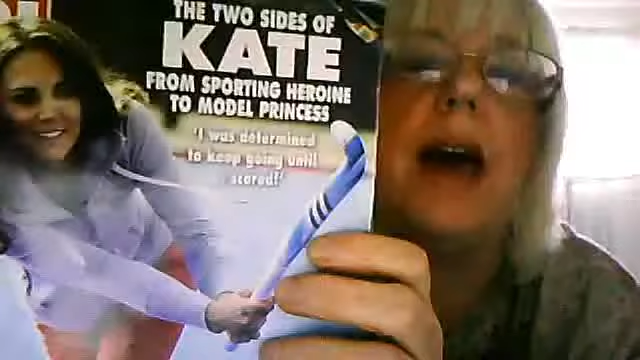 THE TWO SIDES OF
KATE
FROM SPORTING HEROINE
TO MODEL PRINCESS
'I was determined
to keep going until
scored!'